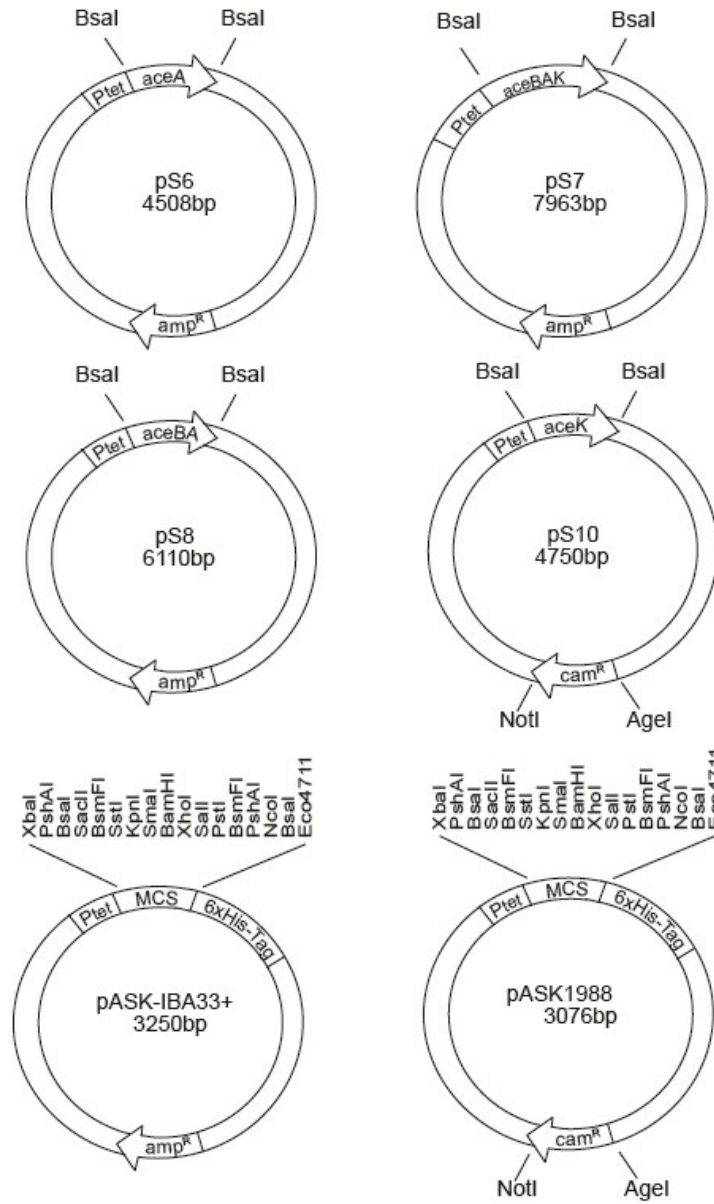 BsaI BsaI
Ptet aceA
pS6
4508bp
ampR
BsaI BsaI
Ptet aceBAK
pS7
7963bp
ampR
BsaI BsaI
Ptet aceBA
pS8
6110bp
ampR
BsaI BsaI
Ptet aceK
pS10
4750bp
camR
NotI AgeI
XbaI
PshAI
BsaI
SacII
BsmFI
SstI
KpnI
SmaI
BamHI
XhoI
SalI
PstI
BsmFI
PshAI
NcoI
BsaI
Eco4711
Ptet MCS 6xHis-Tag
pASK-IBA33+
3250bp
ampR
XbaI
PshAI
BsaI
SacII
BsmFI
SstI
KpnI
SmaI
BamHI
XhoI
SalI
PstI
BsmFI
PshAI
NcoI
BsaI
Eco4711
Ptet MCS 6xHis-Tag
pASK1988
3076bp
camR
NotI AgeI